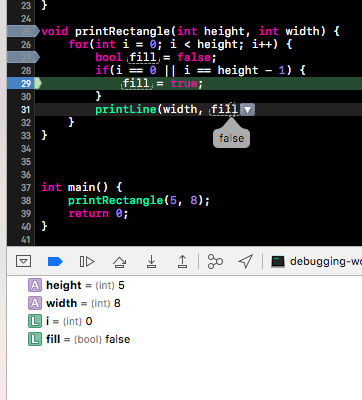 23 }
24
25 void printRectangle(int height, int width) {
26 for(int i = 0; i < height; i++) {
27 bool fill = false;
28 if(i == 0 || i == height - 1) {
29 fill = true;
30 }
31 printLine(width, fill
false
32 }
33 }
34
35
36
37 int main() {
38 printRectangle(5, 8);
39 return 0;
40 }
41
debugging-wo
A height = (int) 5
A width = (int) 8
L i = (int) 0
L fill = (bool) false